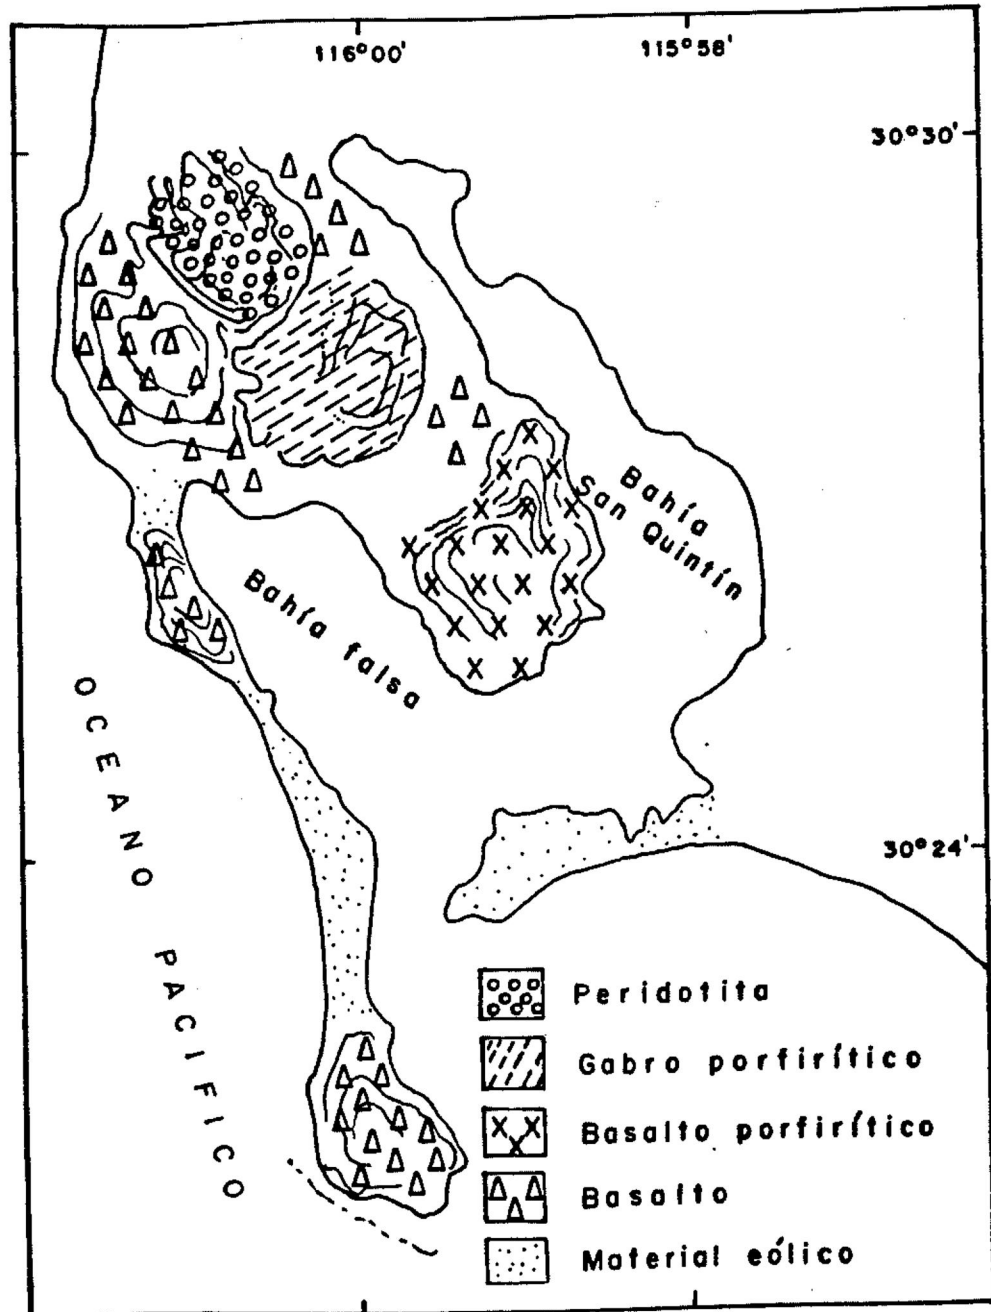 116°00'
115°58'
30°30'
Bahía
San Quintín
Bahía falsa
OCEANO PACIFICO
30°24'
Peridotita
Gabro porfirítico
Basalto porfirítico
Basalto
Material eólico